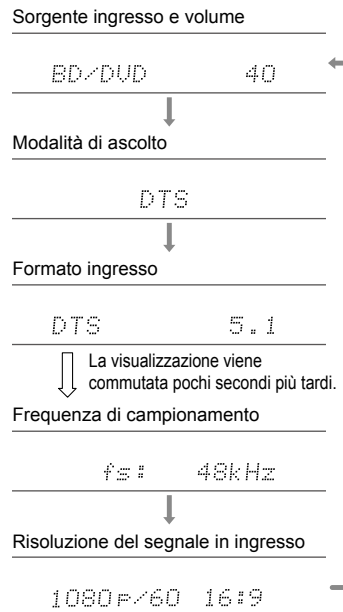 Sorgente ingresso e volume
BD/DVD 40
Modalità di ascolto
DTS
Formato ingresso
DTS 5.1
La visualizzazione viene
commutata pochi secondi più tardi.
Frequenza di campionamento
fs: 48kHz
Risoluzione del segnale in ingresso
1080p/60 16:9